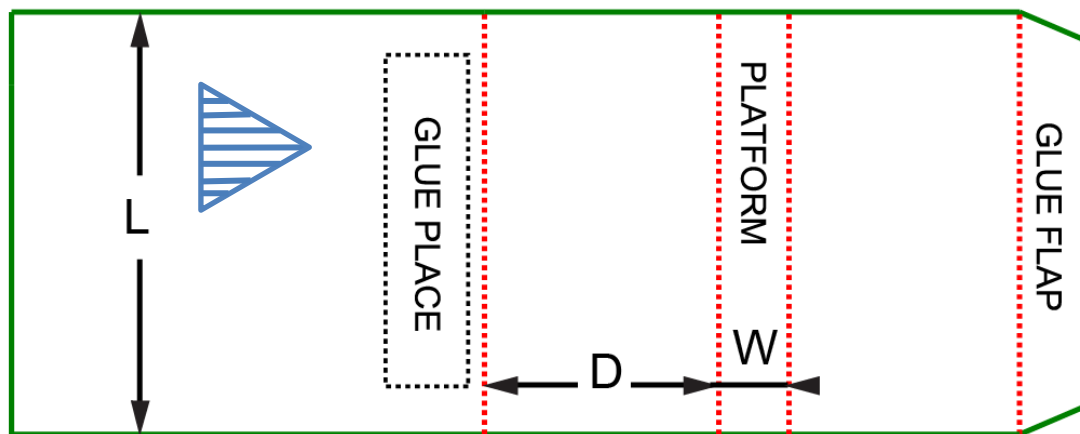 L
GLUE PLACE
D
PLATFORM
W
GLUE FLAP